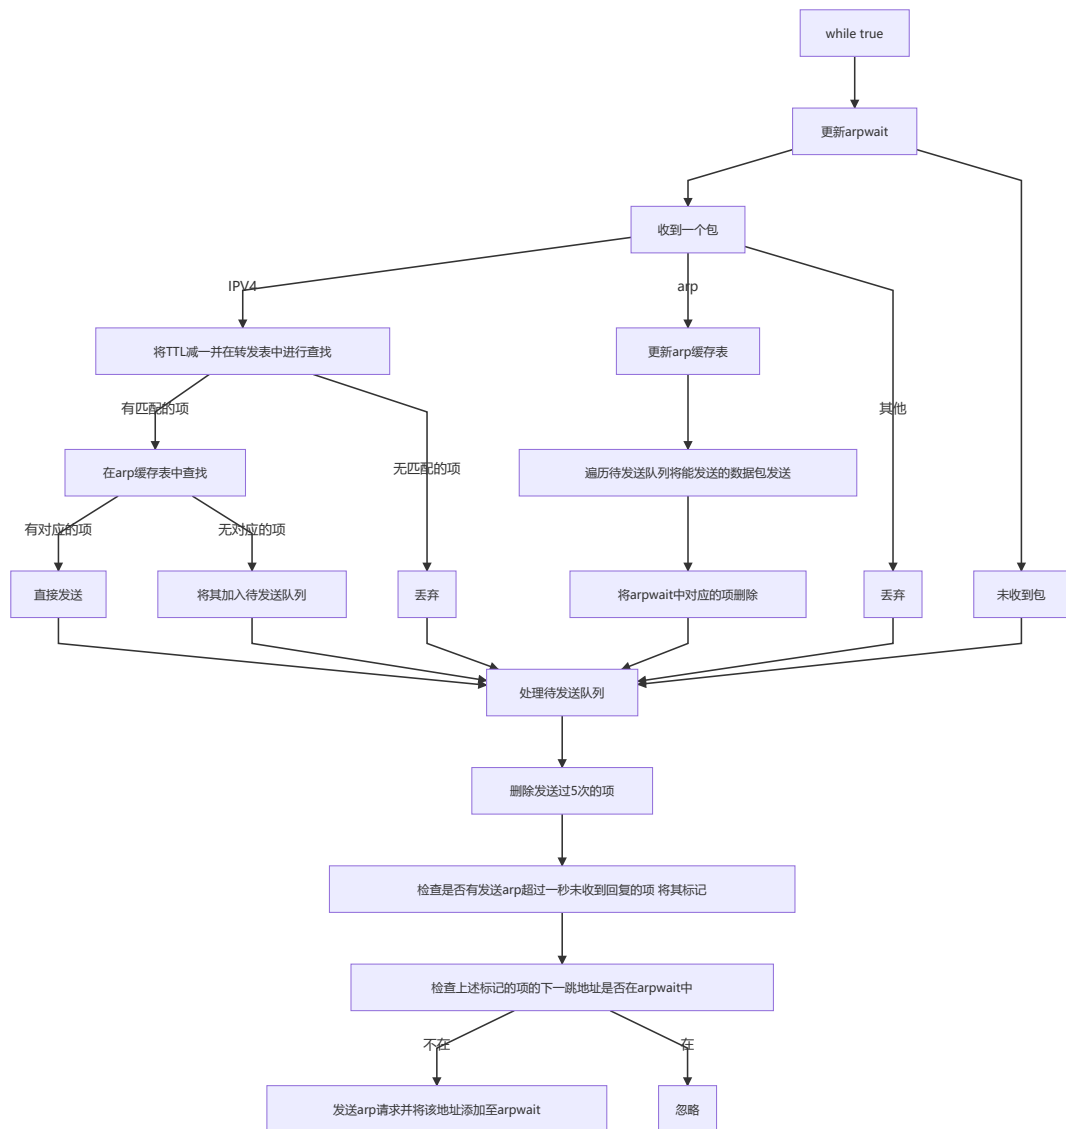 while true
更新arpwait
收到一个包
IPV4
arp
将TTL减一并在转发表中进行查找
更新arp缓存表
有匹配的项
其他
无匹配的项
在arp缓存表中查找
遍历待发送队列将能发送的数据包发送
有对应的项
无对应的项
直接发送
将其加入待发送队列
丢弃
将arpwait中对应的项删除
丢弃
未收到包
处理待发送队列
删除发送过5次的项
检查是否有发送arp超过一秒未收到回复的项 将其标记
检查上述标记的项的下一跳地址是否在arpwait中
不在
在
发送arp请求并将该地址添加至arpwait
忽略